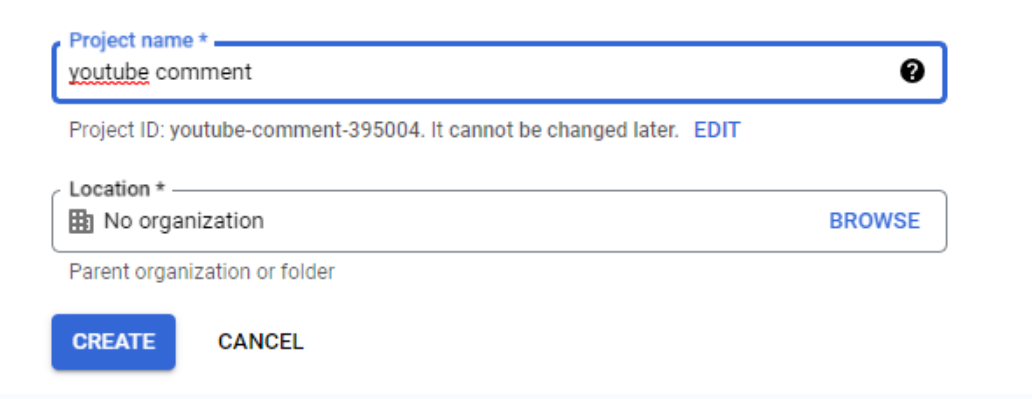 Project name *
youtube comment
Project ID: youtube-comment-395004. It cannot be changed later. EDIT
Location *
No organization BROWSE
Parent organization or folder
CREATE CANCEL